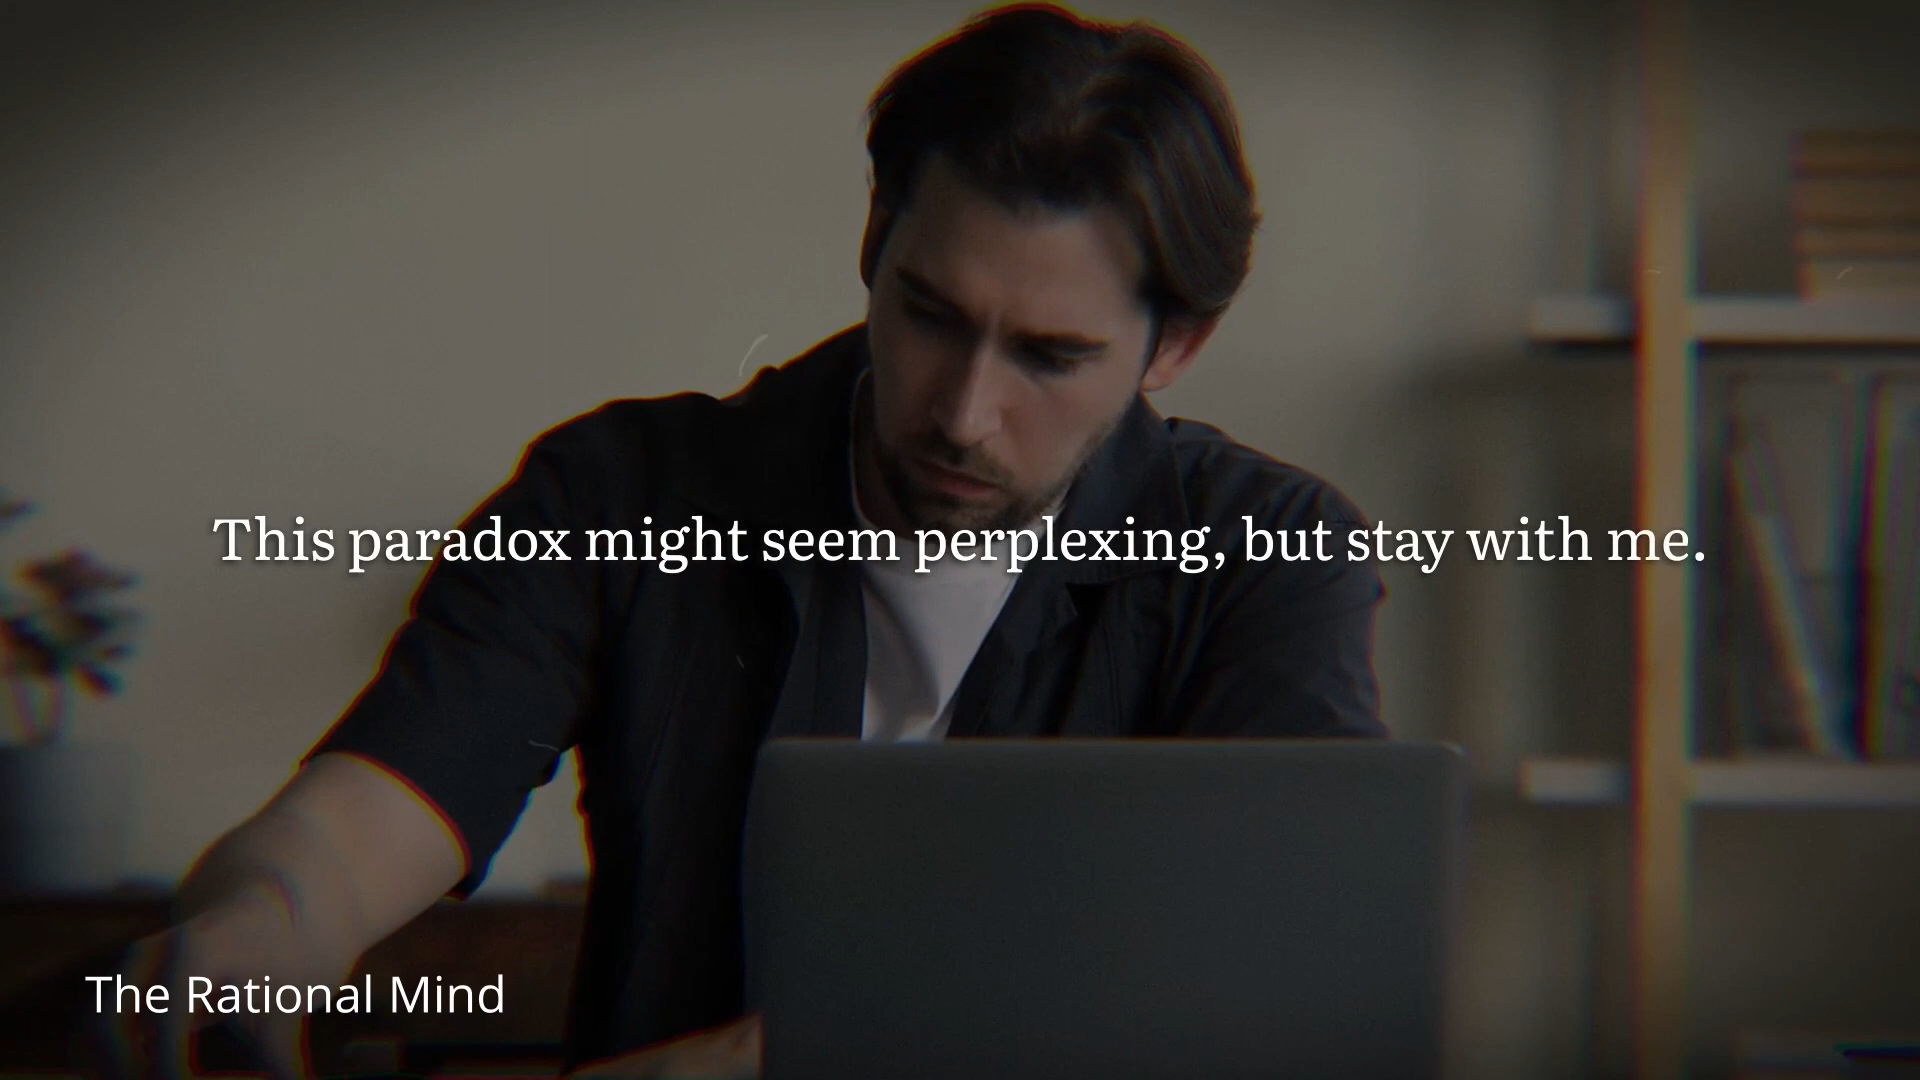 This paradox might seem perplexing, but stay with me.
The Rational Mind